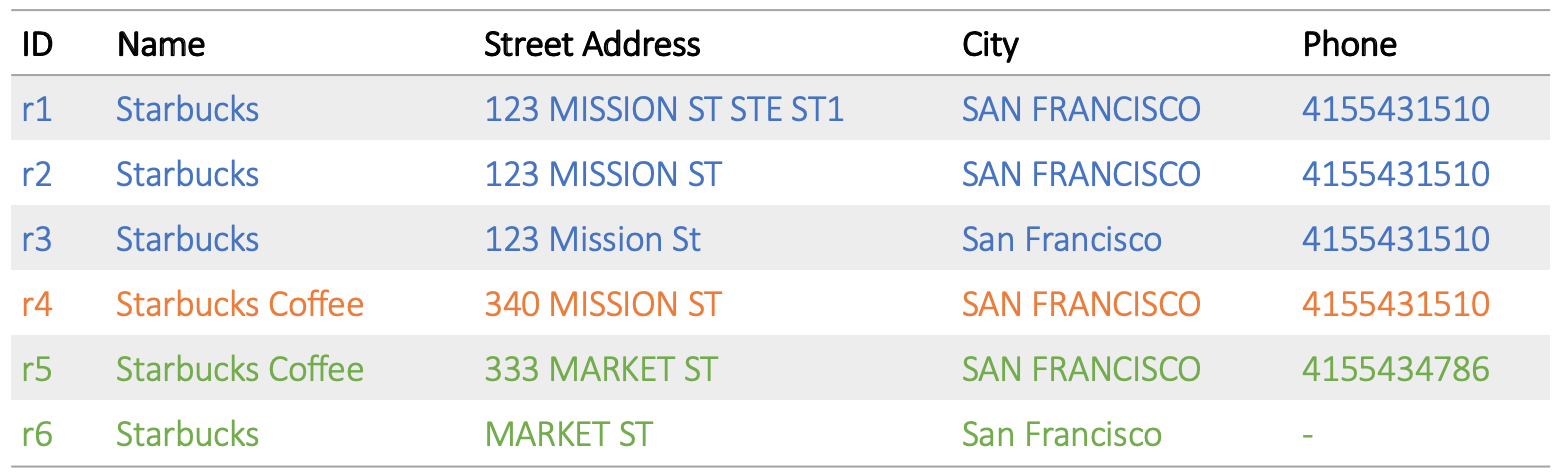 ID Name Street Address City Phone
r1 Starbucks 123 MISSION ST STE ST1 SAN FRANCISCO 4155431510
r2 Starbucks 123 MISSION ST SAN FRANCISCO 4155431510
r3 Starbucks 123 Mission St San Francisco 4155431510
r4 Starbucks Coffee 340 MISSION ST SAN FRANCISCO 4155431510
r5 Starbucks Coffee 333 MARKET ST SAN FRANCISCO 4155434786
r6 Starbucks MARKET ST San Francisco -